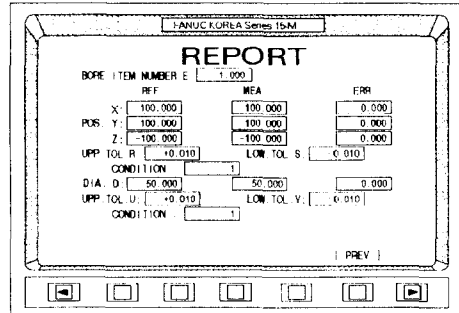 FANUC KOREA Series 15-M
REPORT
BORE ITEM NUMBER E 1.000
REF MEA ERR
X: 100.000 100.000 0.000
POS. Y: 100.000 100.000 0.000
Z: -100.000 -100.000 0.000
UPP TOL R +0.010 LOW.TOL S. 0.010
CONDITION 1
DIA. D: 50.000 50.000 0.000
UPP.TOL.U: +0.010 LOW.TOL.V: 0.010
CONDITION . 1
[ PREV ]